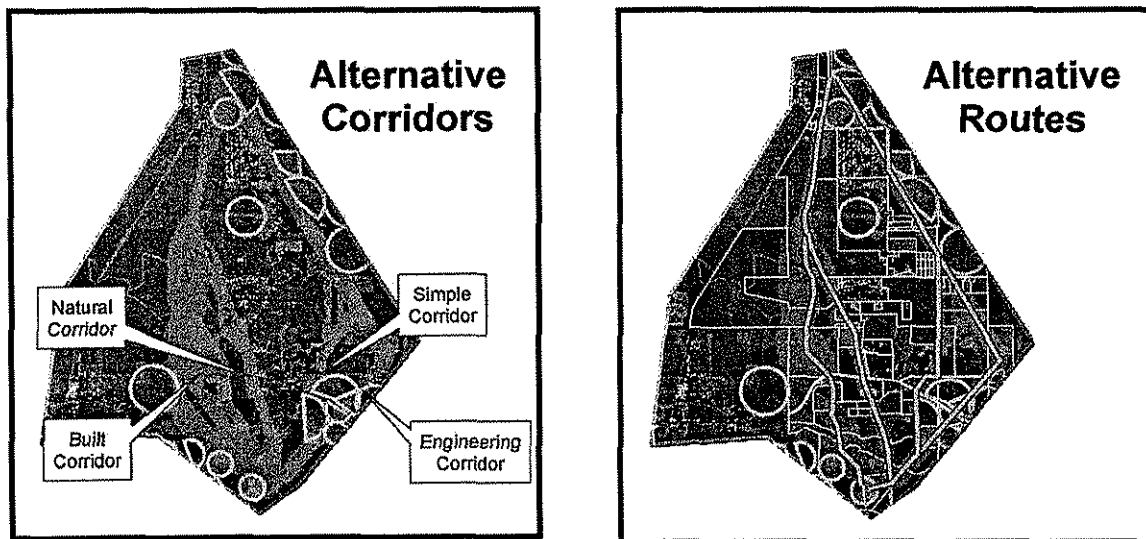 Alternative
Corridors
Natural
Corridor
Simple
Corridor
Built
Corridor
Engineering
Corridor
Alternative
Routes